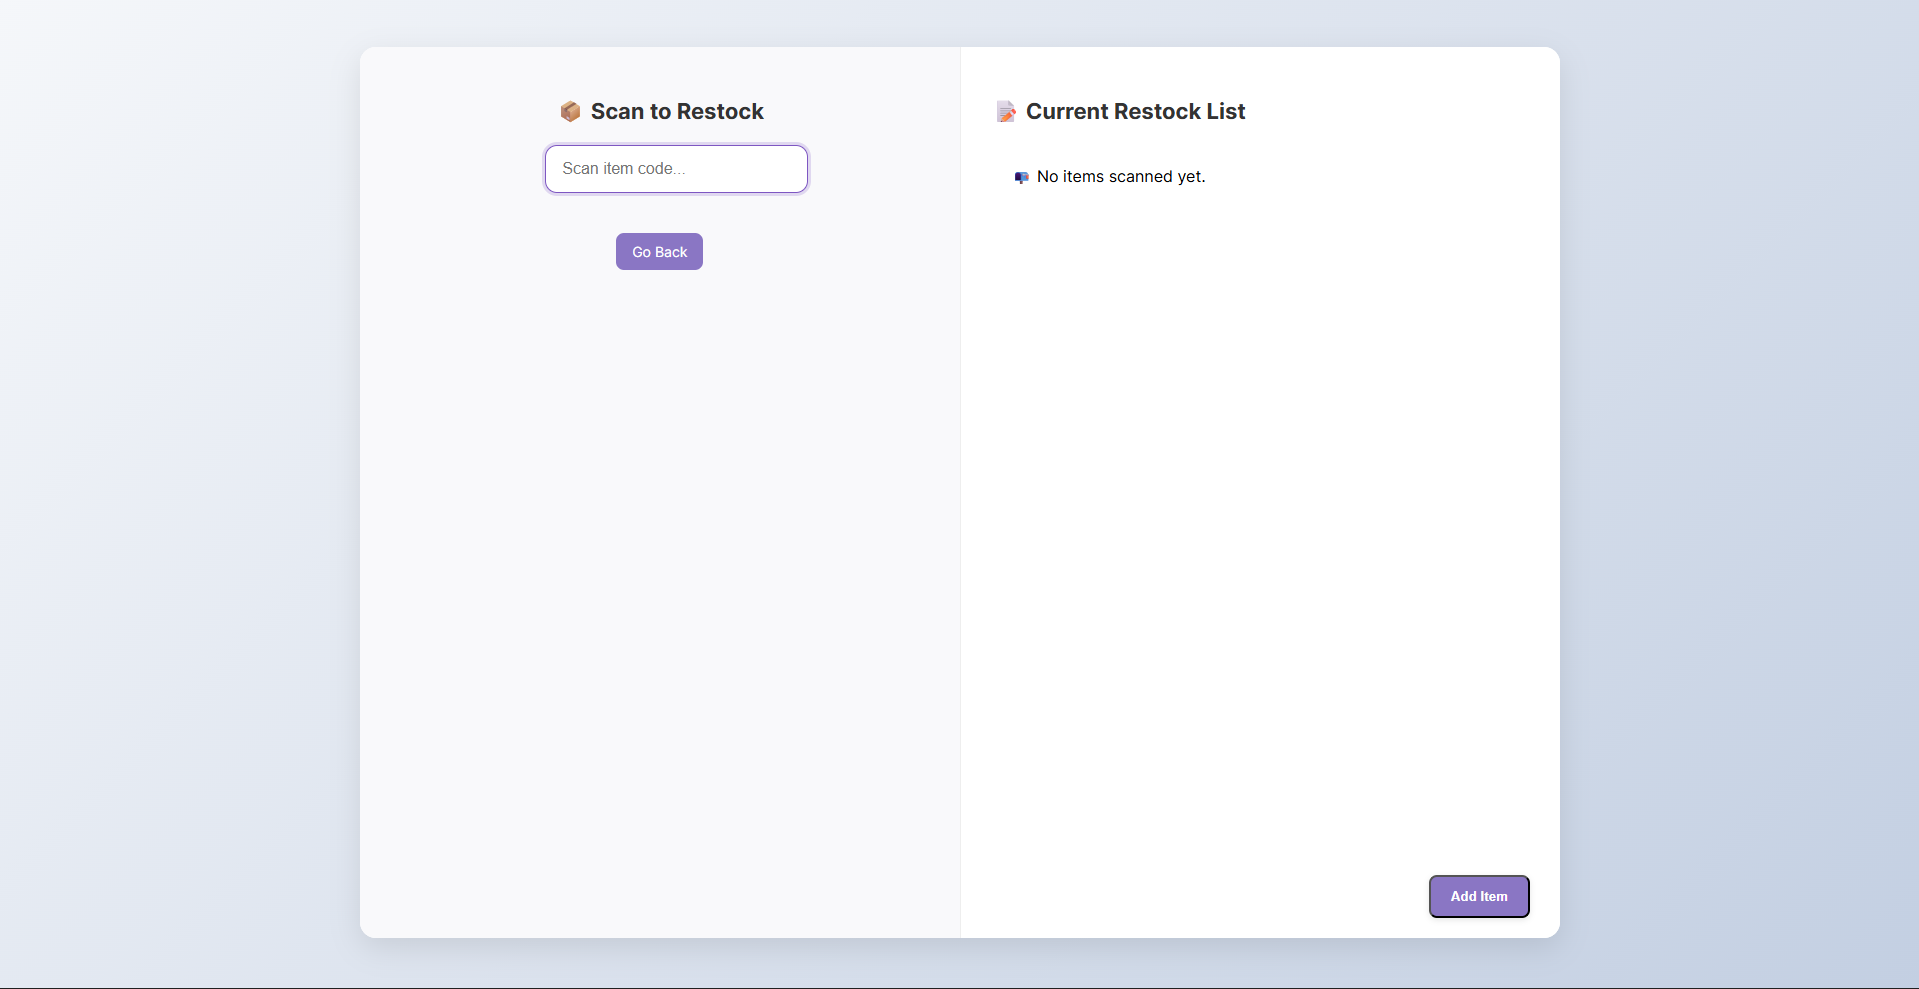 📦 Scan to Restock
Scan item code...
Go Back
📝 Current Restock List
📭 No items scanned yet.
Add Item